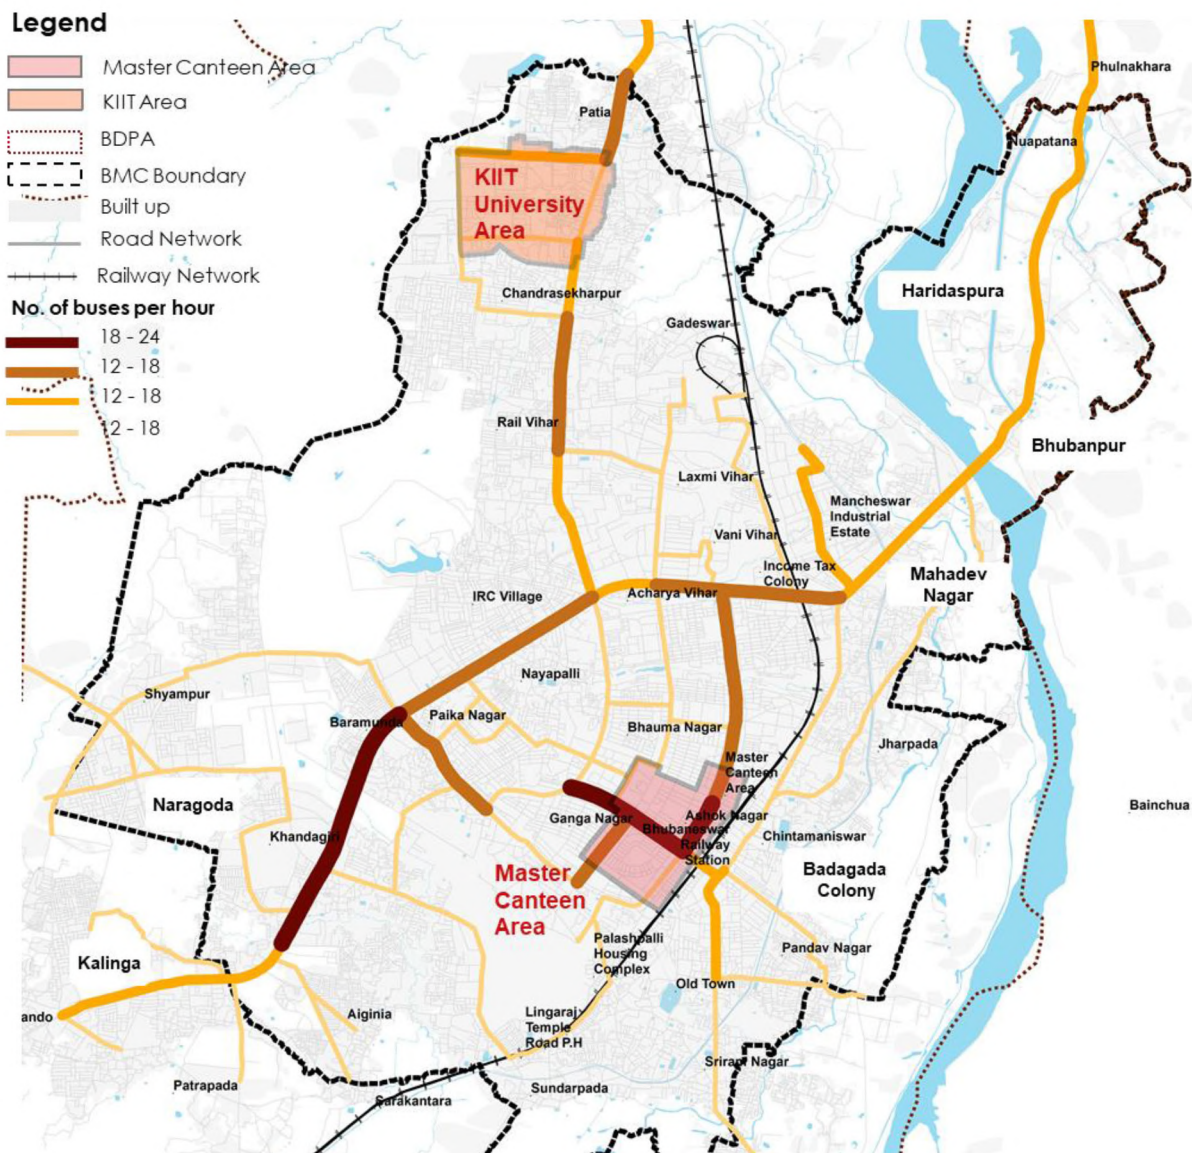 Legend
Master Canteen Area
KIIT Area
BDPA
BMC Boundary
Built up
Road Network
Railway Network
No. of buses per hour
18 - 24
12 - 18
12 - 18
12 - 18
Phulnakhara
Patia
Nuapatana
KIIT
University
Area
Haridaspura
Chandrasekharpur
Gadeswar
Rail Vihar
Bhubanpur
Laxmi Vihar
Mancheswar
Industrial
Estate
Vani Vihar
Income Tax
Colony
Mahadev
Nagar
IRC Village
Acharya Vihar
Nayapalli
Shyampur
Baramunda
Paika Nagar
Bhauma Nagar
Jharpada
Master
Canteen
Area
Naragoda
Bainchua
Ganga Nagar
Ashok Nagar
Bhubaneswar
Railway
Station
Khandagiri
Chintamaniswar
Badagada
Colony
Master
Canteen
Area
Palashpalli
Housing
Complex
Pandav Nagar
Kalinga
Old Town
ando
Aiginia
Lingaraj
Temple
Road P.H
Sriram Nagar
Patrapada
Sundarpada
Sarakantara